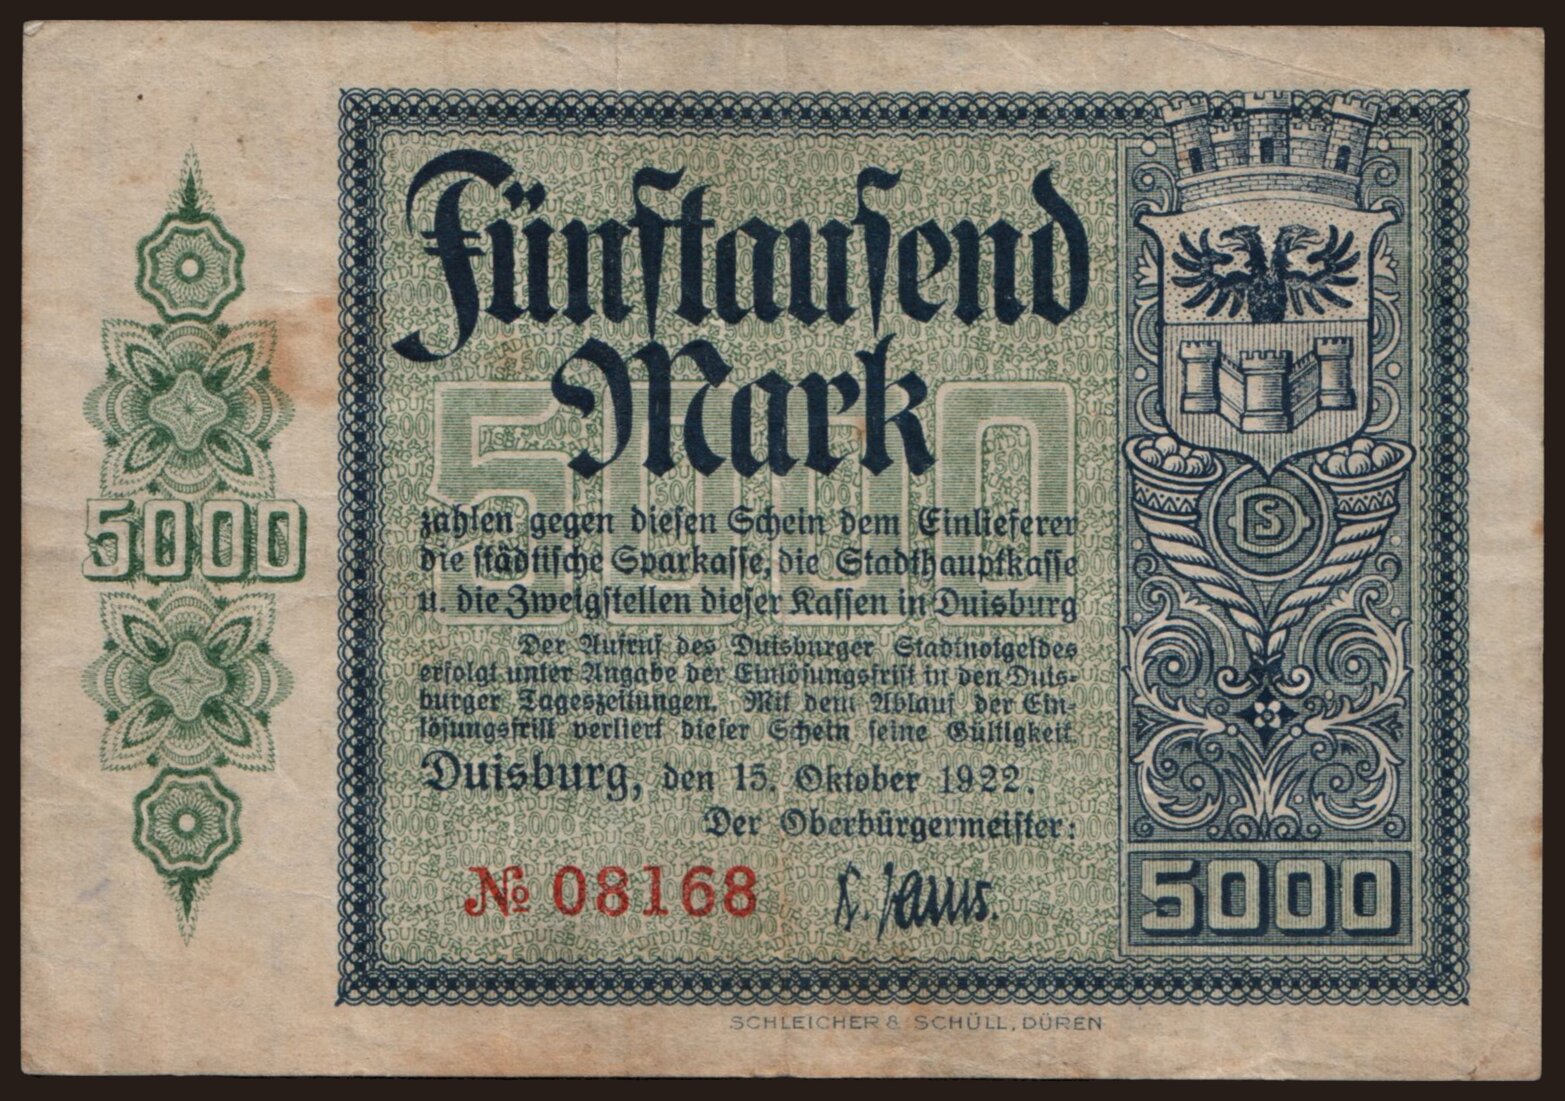 Fünftausend
Mark
5000
5000
zahlen gegen diesen Schein dem Einlieferer
die städtische Sparkasse, die Stadthauptkasse
u. die Zweigstellen dieser Kassen in Duisburg
Der Aufruf des Duisburger Stadtnotgeldes
erfolgt unter Angabe der Einlösungsfrist in den Duis-
burger Tageszeitungen. Mit dem Ablauf der Ein-
lösungsfrist verliert dieser Schein seine Gültigkeit.
Duisburg, den 15. Oktober 1922.
Der Oberbürgermeister:
№ 08168
DS
5000
SCHLEICHER & SCHÜLL, DÜREN